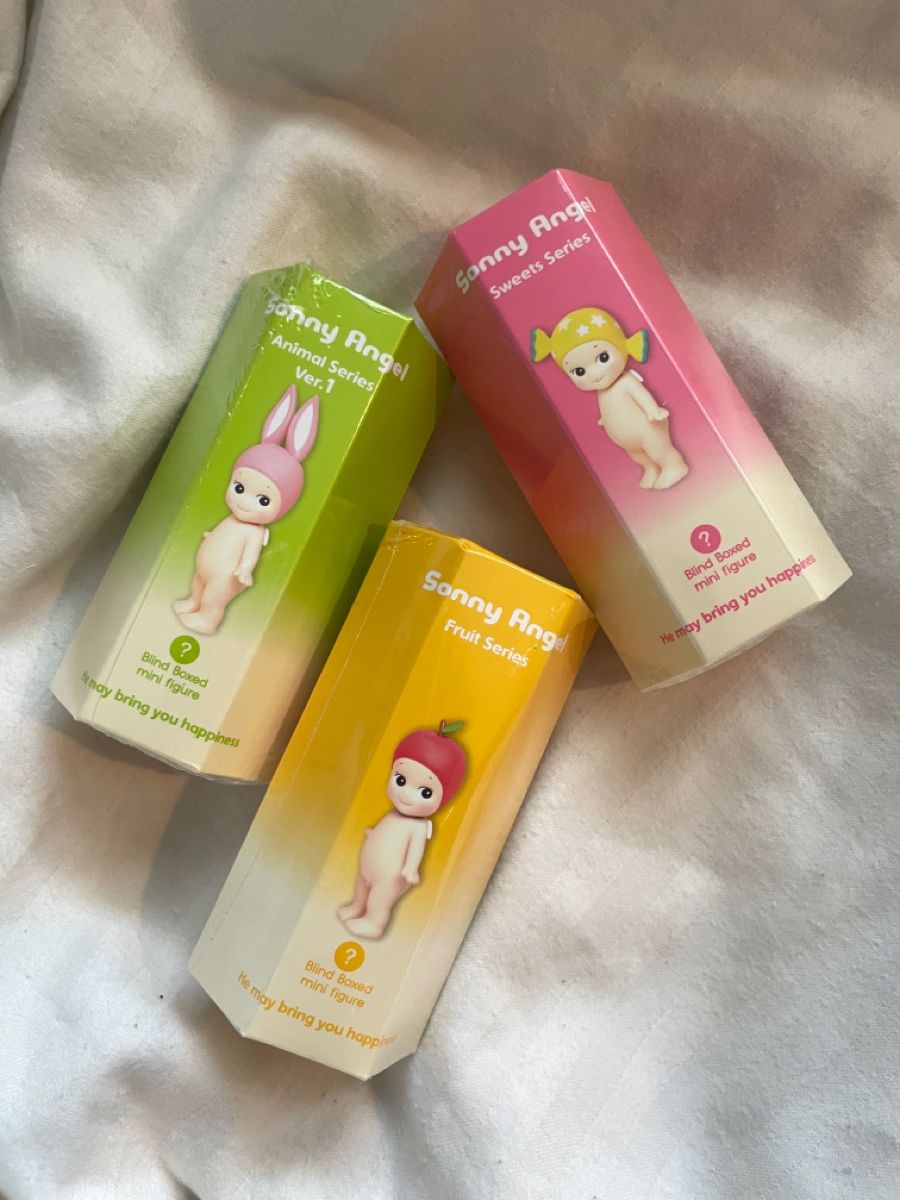 Sonny Angel
Animal Series
Ver.1
?
Blind Boxed
mini figure
He may bring you happiness
Sonny Angel
Sweets Series
?
Blind Boxed
mini figure
He may bring you happiness
Sonny Angel
Fruit Series
?
Blind Boxed
mini figure
He may bring you happiness